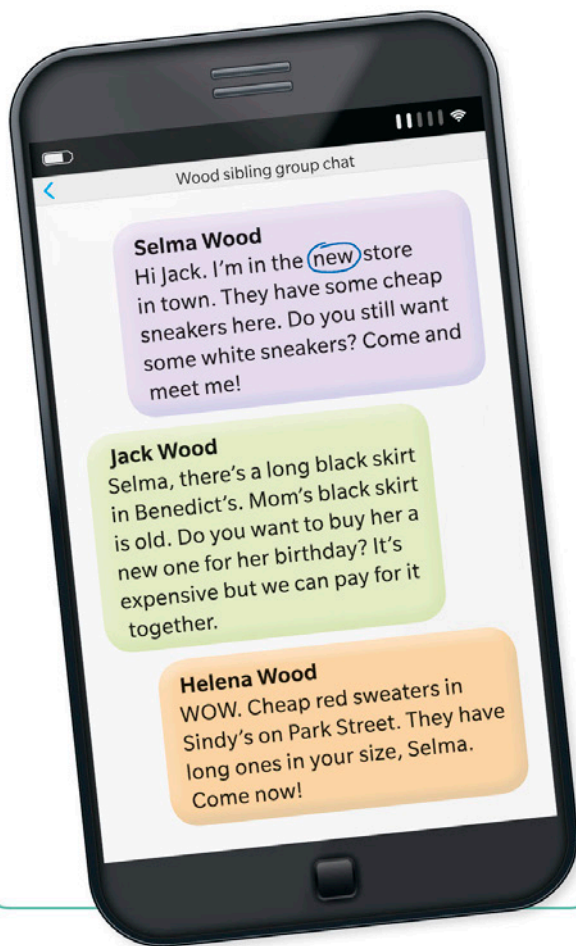 Wood sibling group chat
Selma Wood
Hi Jack. I'm in the new store
in town. They have some cheap
sneakers here. Do you still want
some white sneakers? Come and
meet me!
Jack Wood
Selma, there's a long black skirt
in Benedict's. Mom's black skirt
is old. Do you want to buy her a
new one for her birthday? It's
expensive but we can pay for it
together.
Helena Wood
WOW. Cheap red sweaters in
Sindy's on Park Street. They have
long ones in your size, Selma.
Come now!